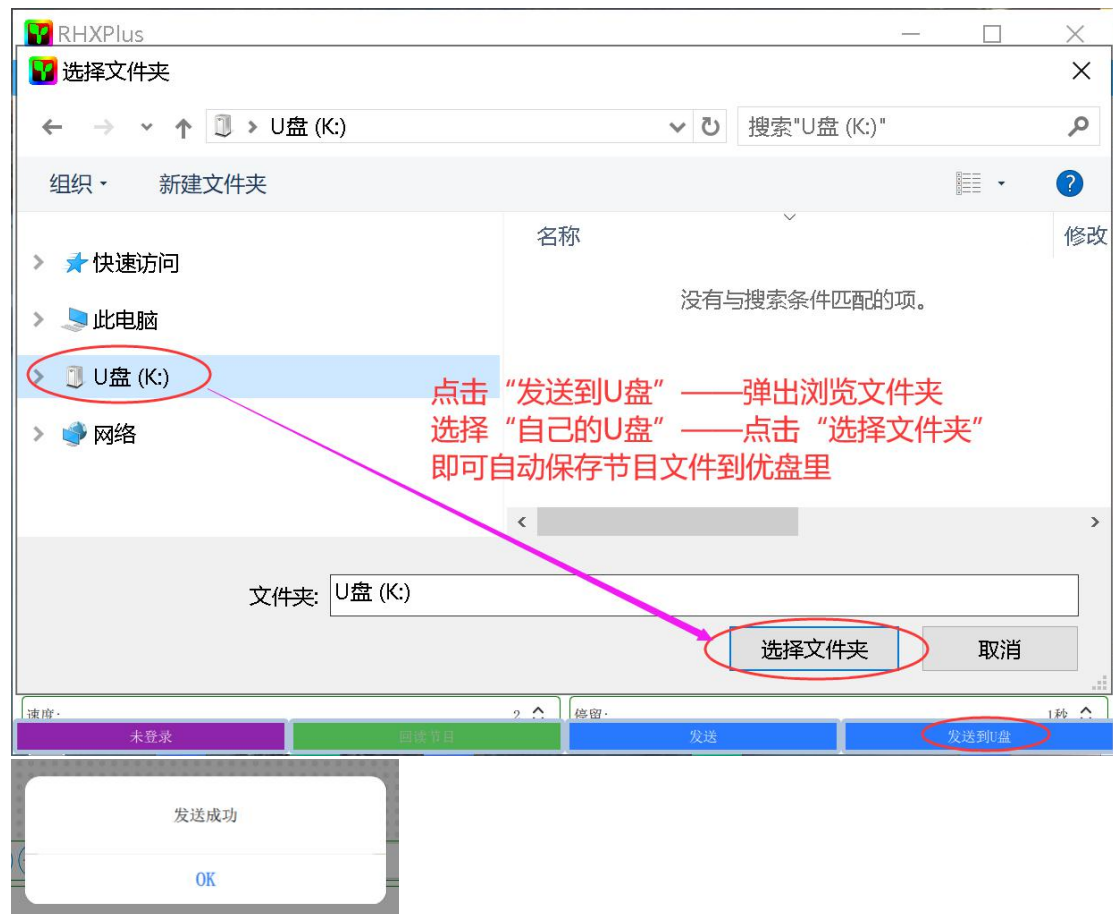 RHXPlus
选择文件夹
U盘 (K:)
搜索"U盘 (K:)"
组织
新建文件夹
名称
修改
快速访问
没有与搜索条件匹配的项。
此电脑
U盘 (K:)
网络
点击“发送到U盘”——弹出浏览文件夹
选择“自己的U盘”——点击“选择文件夹”
即可自动保存节目文件到优盘里
文件夹:
U盘 (K:)
选择文件夹
取消
速度:
2
停留:
1秒
未登录
回读节目
发送
发送到U盘
发送成功
OK